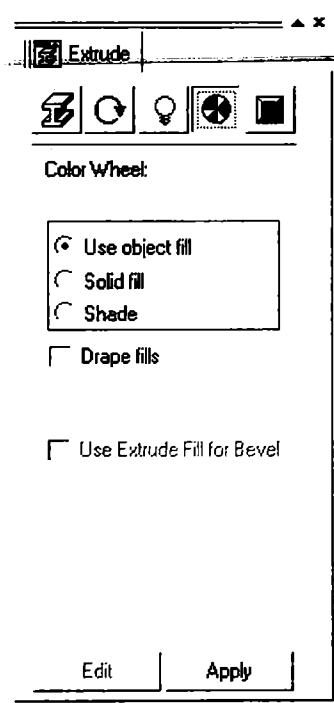 Extrude
Color Wheel:
Use object fill
Solid fill
Shade
Drape fills
Use Extrude Fill for Bevel
Edit Apply